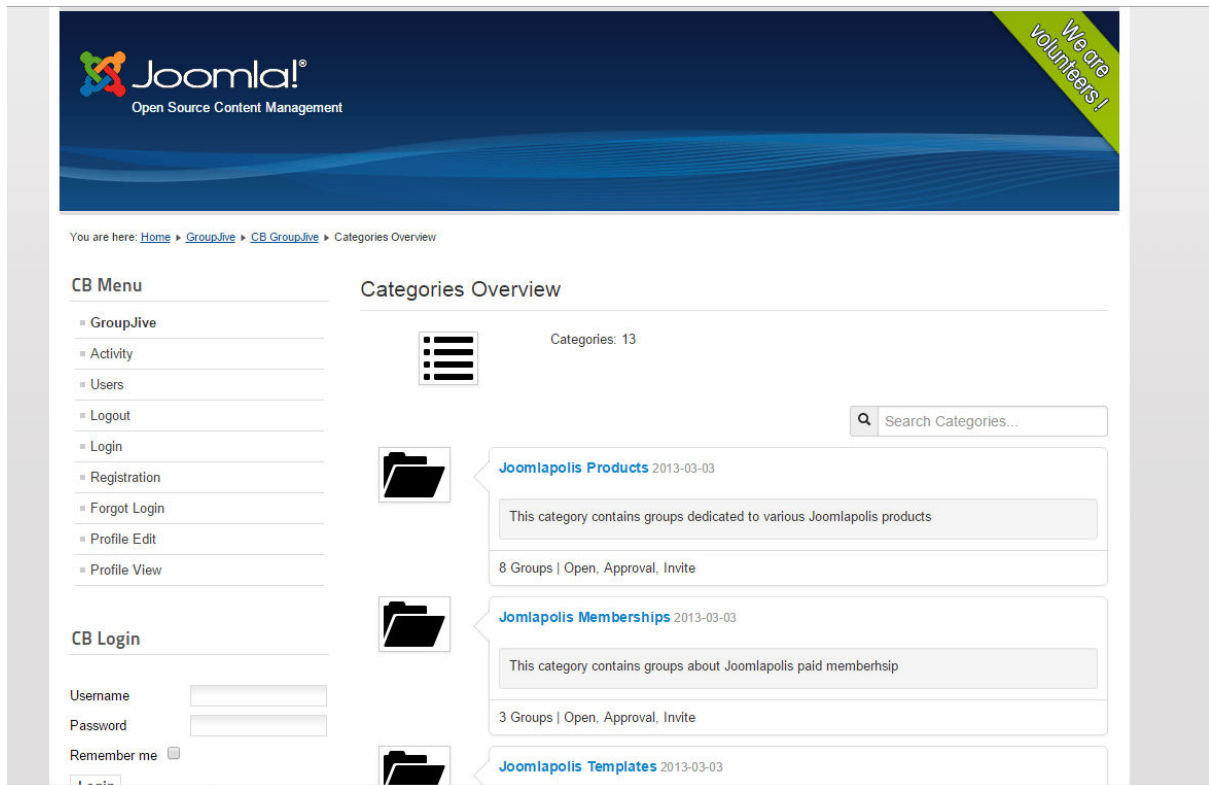 Joomla!®
Open Source Content Management
We are
volunteers !
You are here: Home ▸ GroupJive ▸ CB GroupJive ▸ Categories Overview
CB Menu
GroupJive
Activity
Users
Logout
Login
Registration
Forgot Login
Profile Edit
Profile View
CB Login
Username
Password
Remember me
Login
Categories Overview
Categories: 13
Search Categories...
Joomlapolis Products 2013-03-03
This category contains groups dedicated to various Joomlapolis products
8 Groups | Open, Approval, Invite
Jomlapolis Memberships 2013-03-03
This category contains groups about Joomlapolis paid memberhsip
3 Groups | Open, Approval, Invite
Joomlapolis Templates 2013-03-03